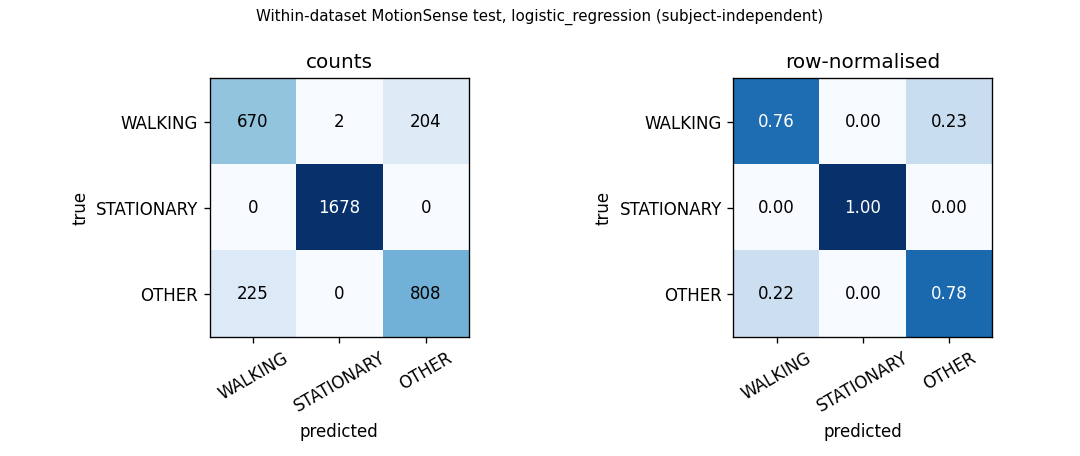 Within-dataset MotionSense test, logistic_regression (subject-independent)
counts
row-normalised
true
WALKING 670 2 204
STATIONARY 0 1678 0
OTHER 225 0 808
WALKING STATIONARY OTHER
predicted
true
WALKING 0.76 0.00 0.23
STATIONARY 0.00 1.00 0.00
OTHER 0.22 0.00 0.78
WALKING STATIONARY OTHER
predicted